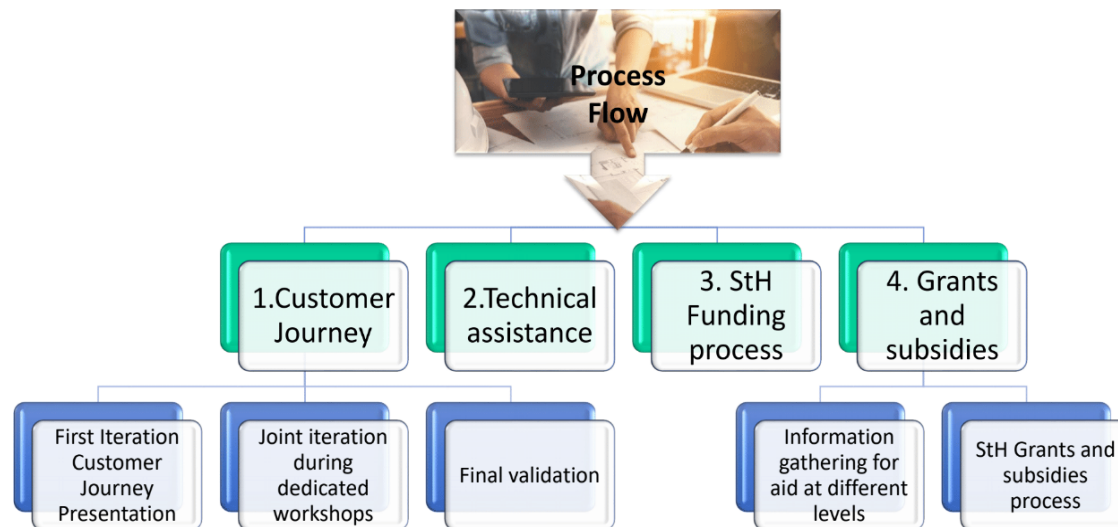 Process
Flow
1.Customer
Journey
2.Technical
assistance
3. StH
Funding
process
4. Grants
and
subsidies
First Iteration
Customer
Journey
Presentation
Joint iteration
during
dedicated
workshops
Final validation
Information
gathering for
aid at different
levels
StH Grants and
subsidies
process